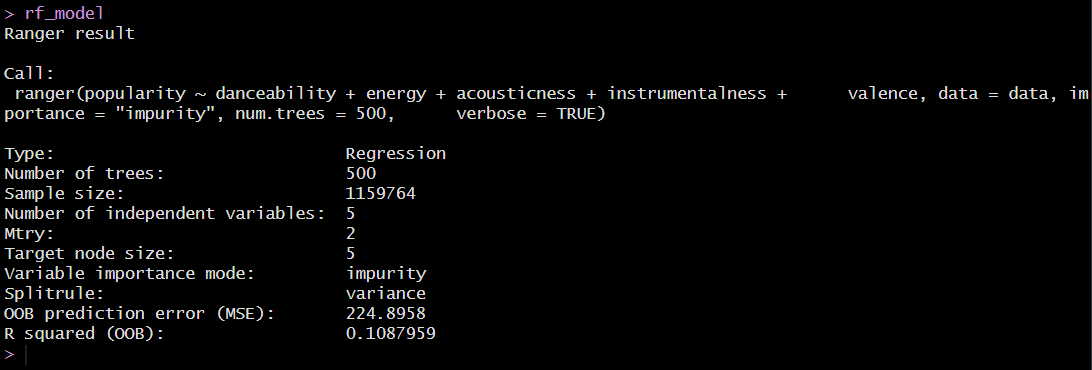 > rf_model
Ranger result
Call:
 ranger(popularity ~ danceability + energy + acousticness + instrumentalness +      valence, data = data, im
portance = "impurity", num.trees = 500,      verbose = TRUE)
Type:                             Regression
Number of trees:                  500
Sample size:                      1159764
Number of independent variables:  5
Mtry:                             2
Target node size:                 5
Variable importance mode:         impurity
Splitrule:                        variance
OOB prediction error (MSE):       224.8958
R squared (OOB):                  0.1087959
>